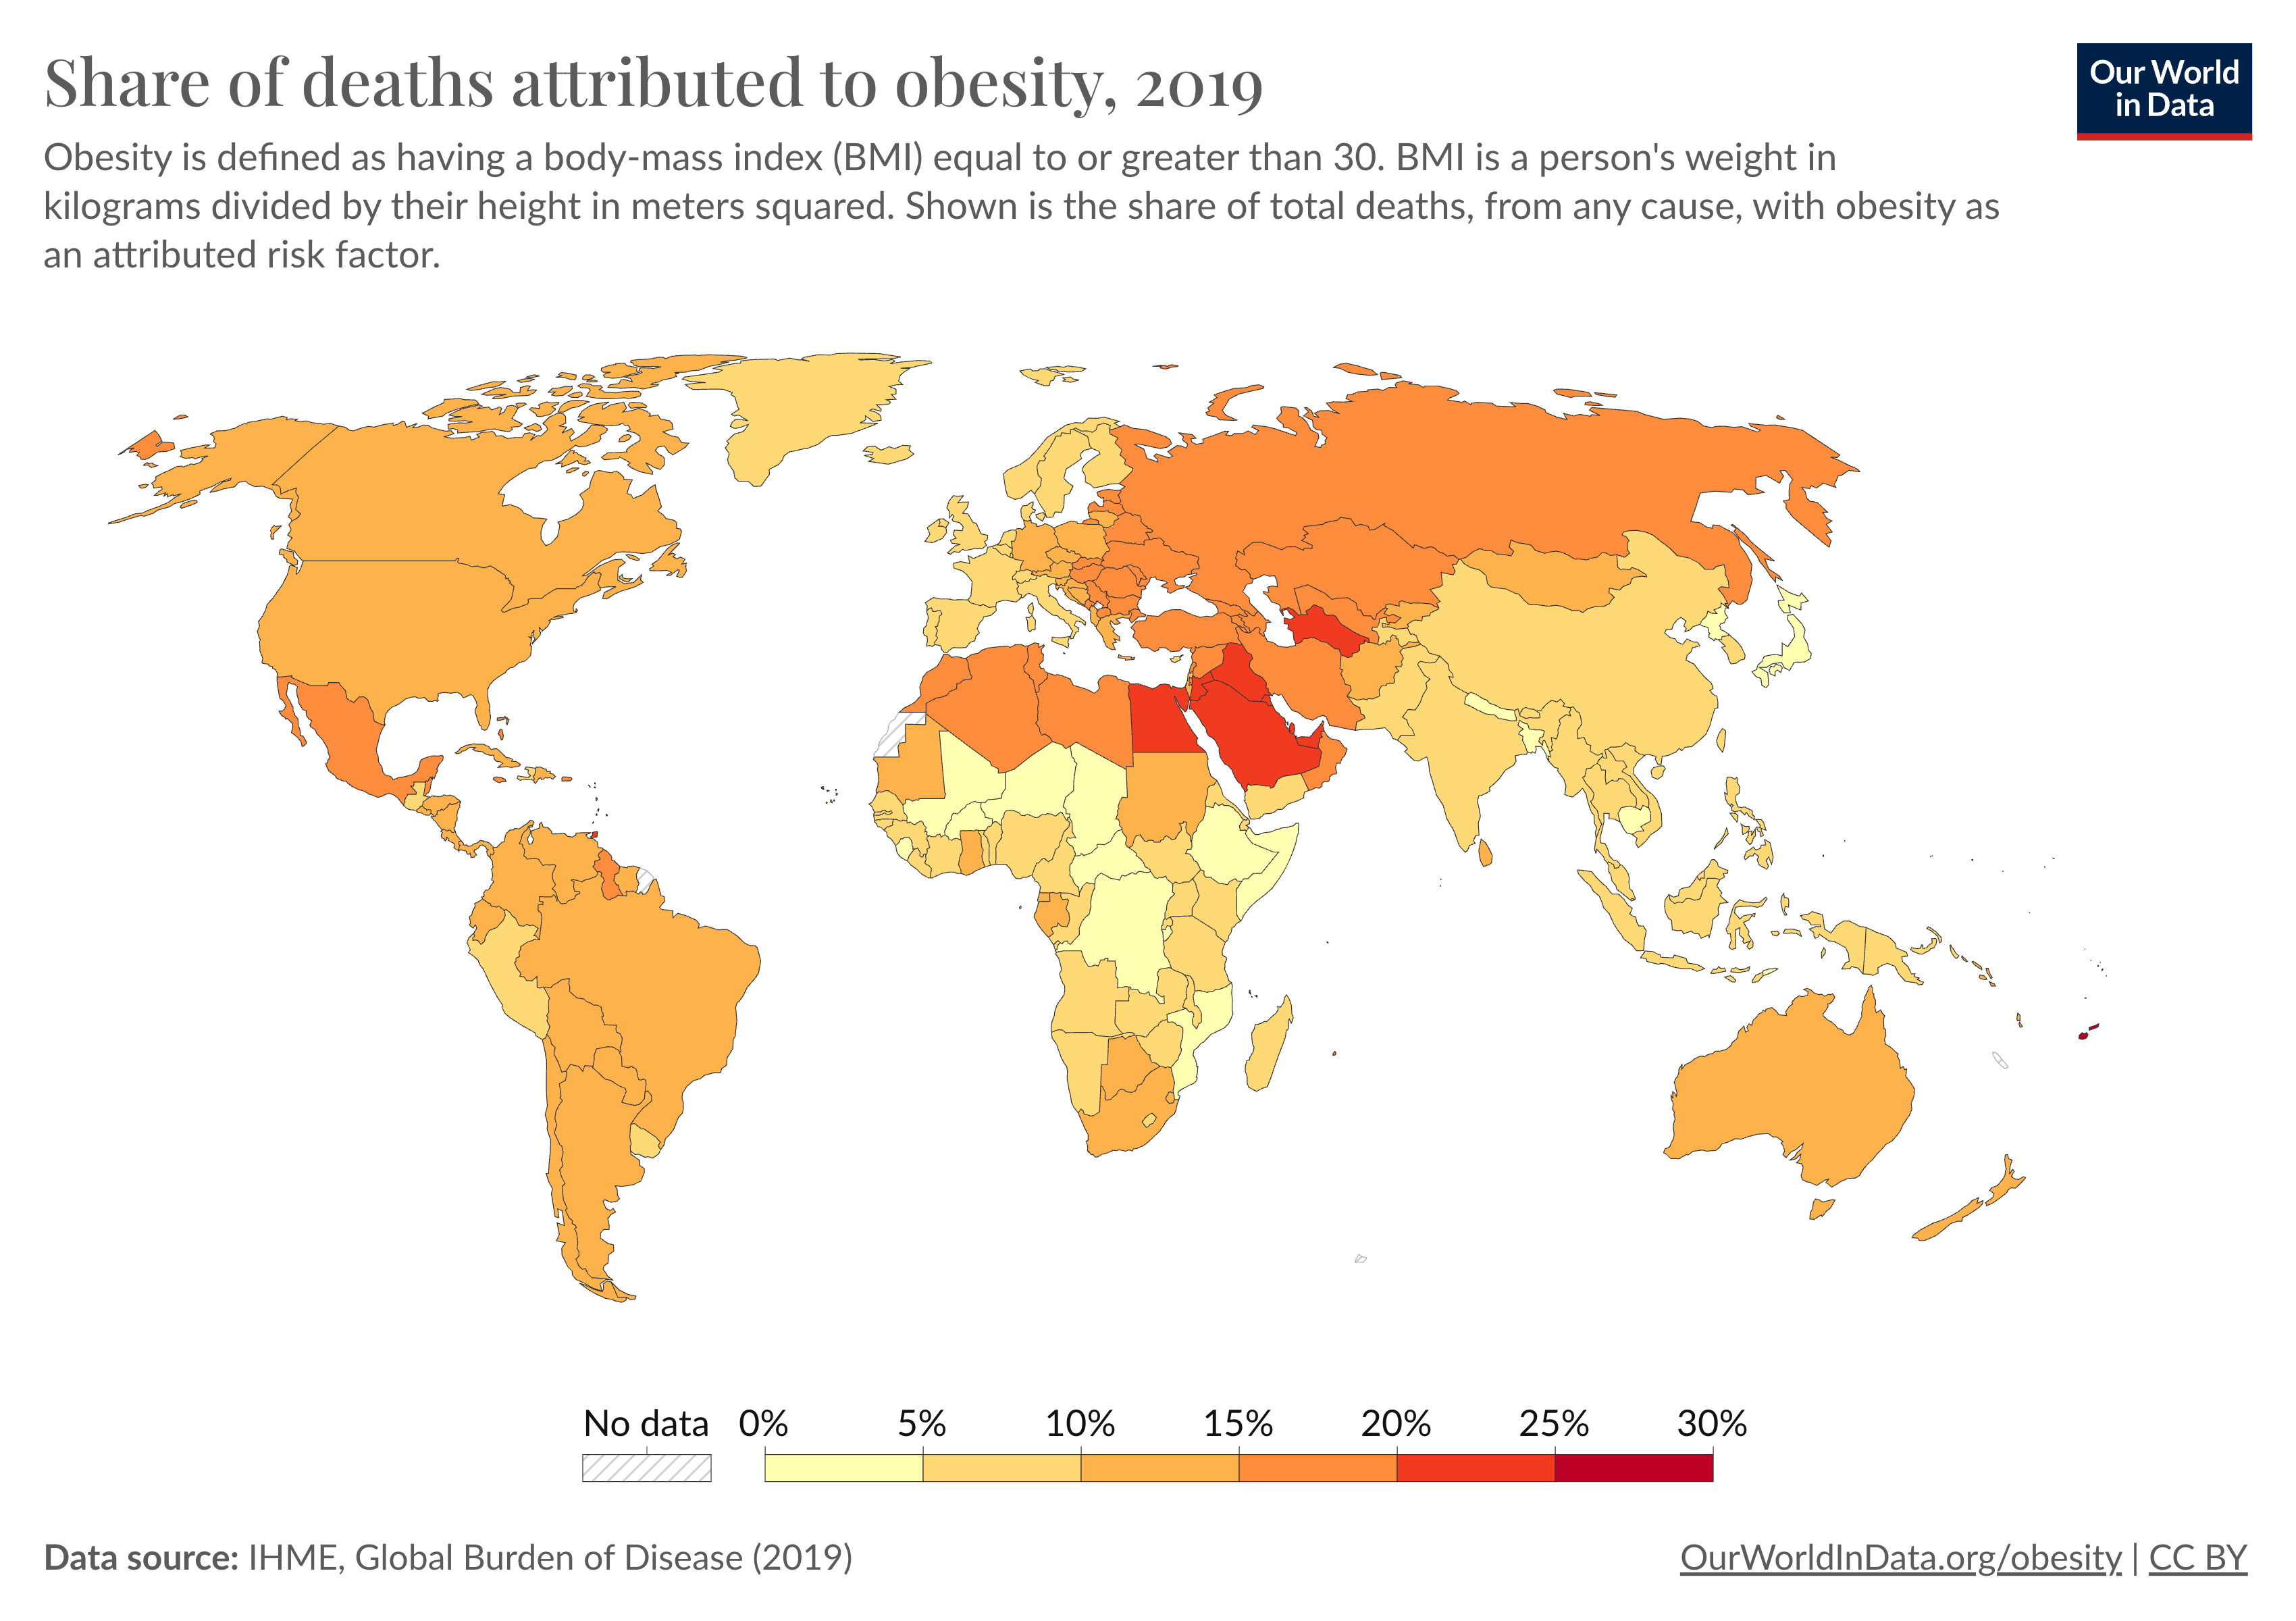 Share of deaths attributed to obesity, 2019
Our World
in Data
Obesity is defined as having a body-mass index (BMI) equal to or greater than 30. BMI is a person's weight in
kilograms divided by their height in meters squared. Shown is the share of total deaths, from any cause, with obesity as
an attributed risk factor.
No data 0% 5% 10% 15% 20% 25% 30%
Data source: IHME, Global Burden of Disease (2019)
OurWorldInData.org/obesity | CC BY